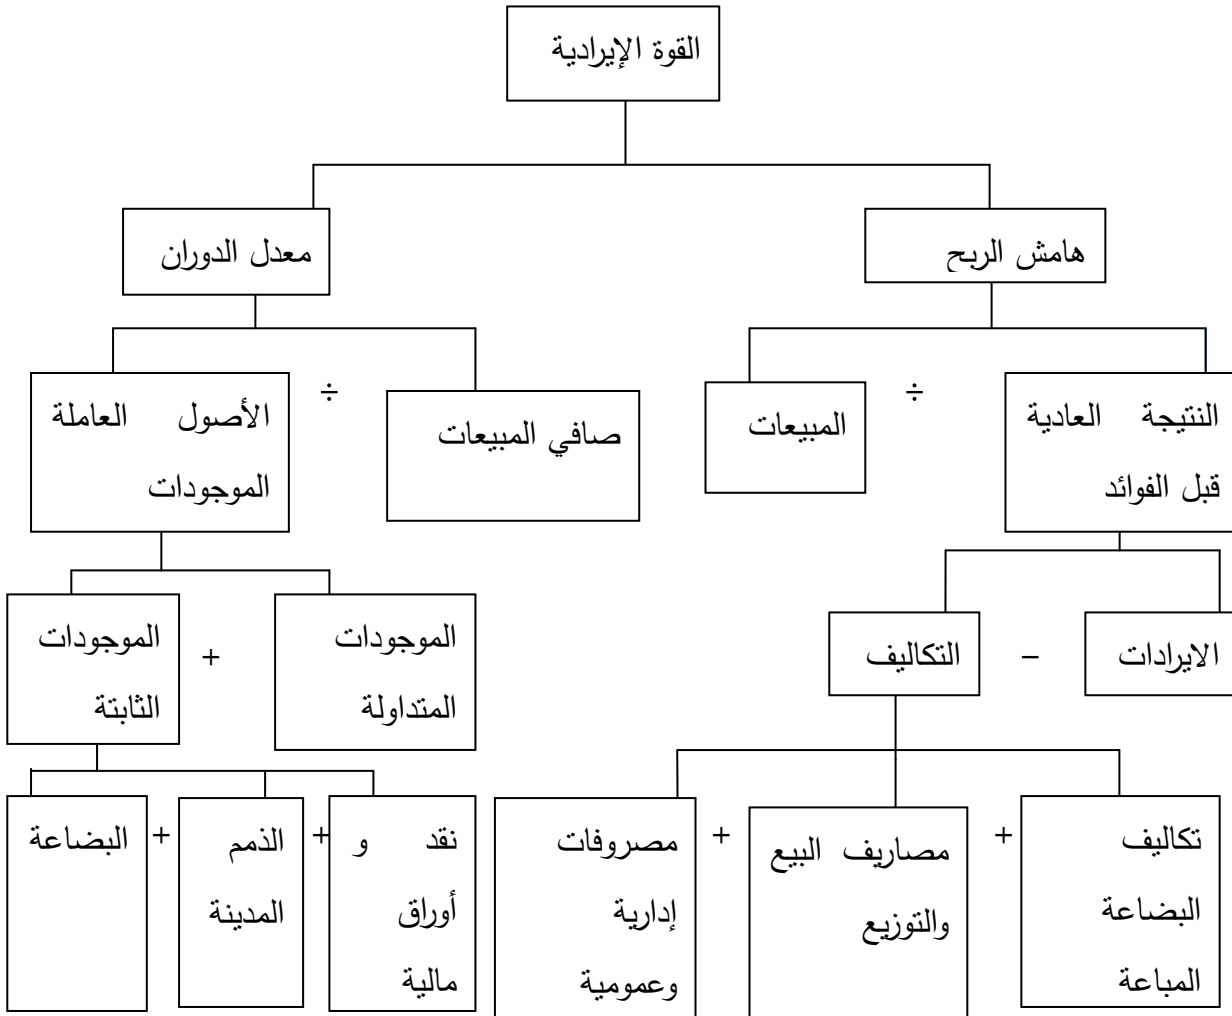 القوة الإيرادية
هامش الربح
معدل الدوران
النتيجة العادية
قبل الفوائد
÷
المبيعات
صافي المبيعات
÷
الأصول العاملة
الموجودات
الايرادات
–
التكاليف
الموجودات
المتداولة
+
الموجودات
الثابتة
تكاليف
البضاعة
المباعة
+
مصاريف البيع
والتوزيع
+
مصروفات
إدارية
وعمومية
نقد و
أوراق
مالية
+
الذمم
المدينة
+
البضاعة